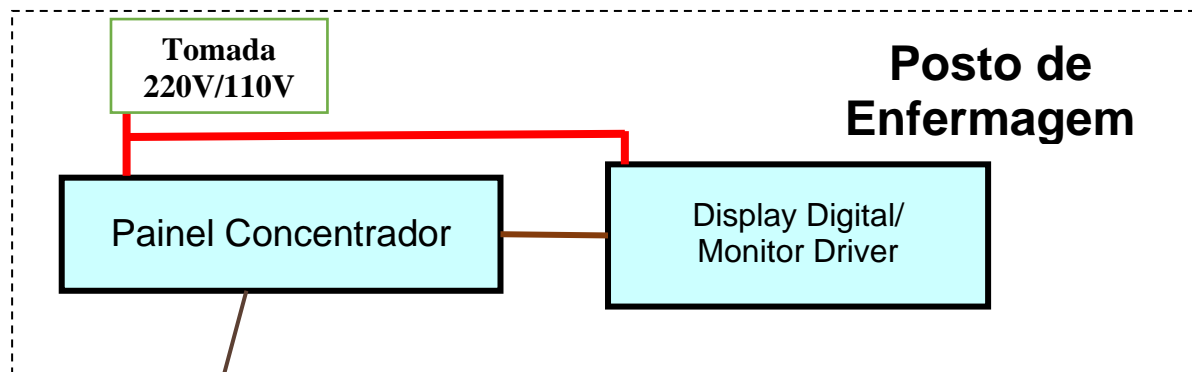 Tomada
220V/110V
Posto de
Enfermagem
Painel Concentrador
Display Digital/
Monitor Driver